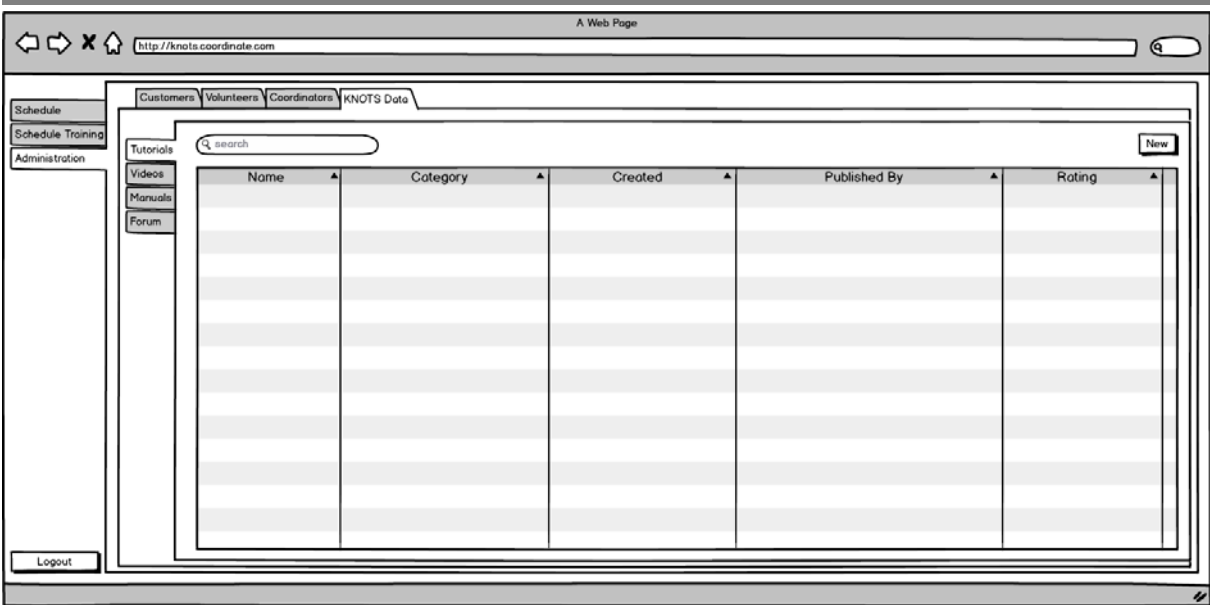 A Web Page
http://knots.coordinate.com
Customers Volunteers Coordinators KNOTS Data
Schedule
Schedule Training
Administration
Tutorials
Videos
Manuals
Forum
search
New
Name Category Created Published By Rating
Logout